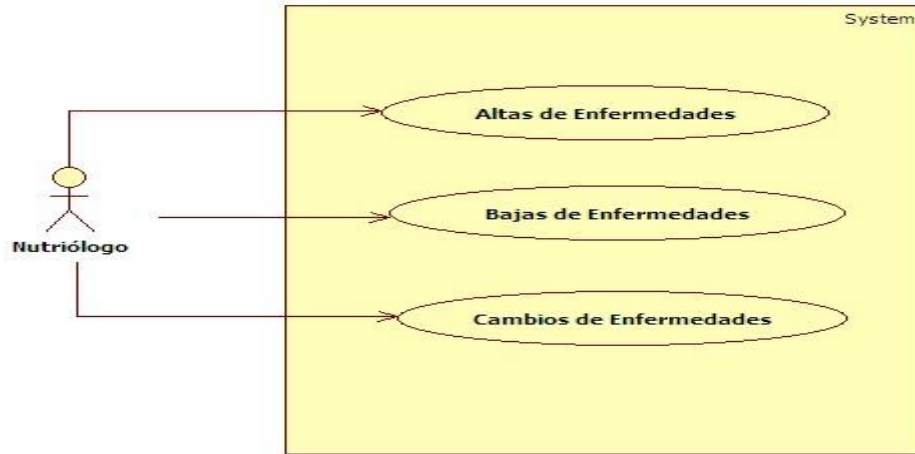 System
Altas de Enfermedades
Bajas de Enfermedades
Nutriólogo
Cambios de Enfermedades